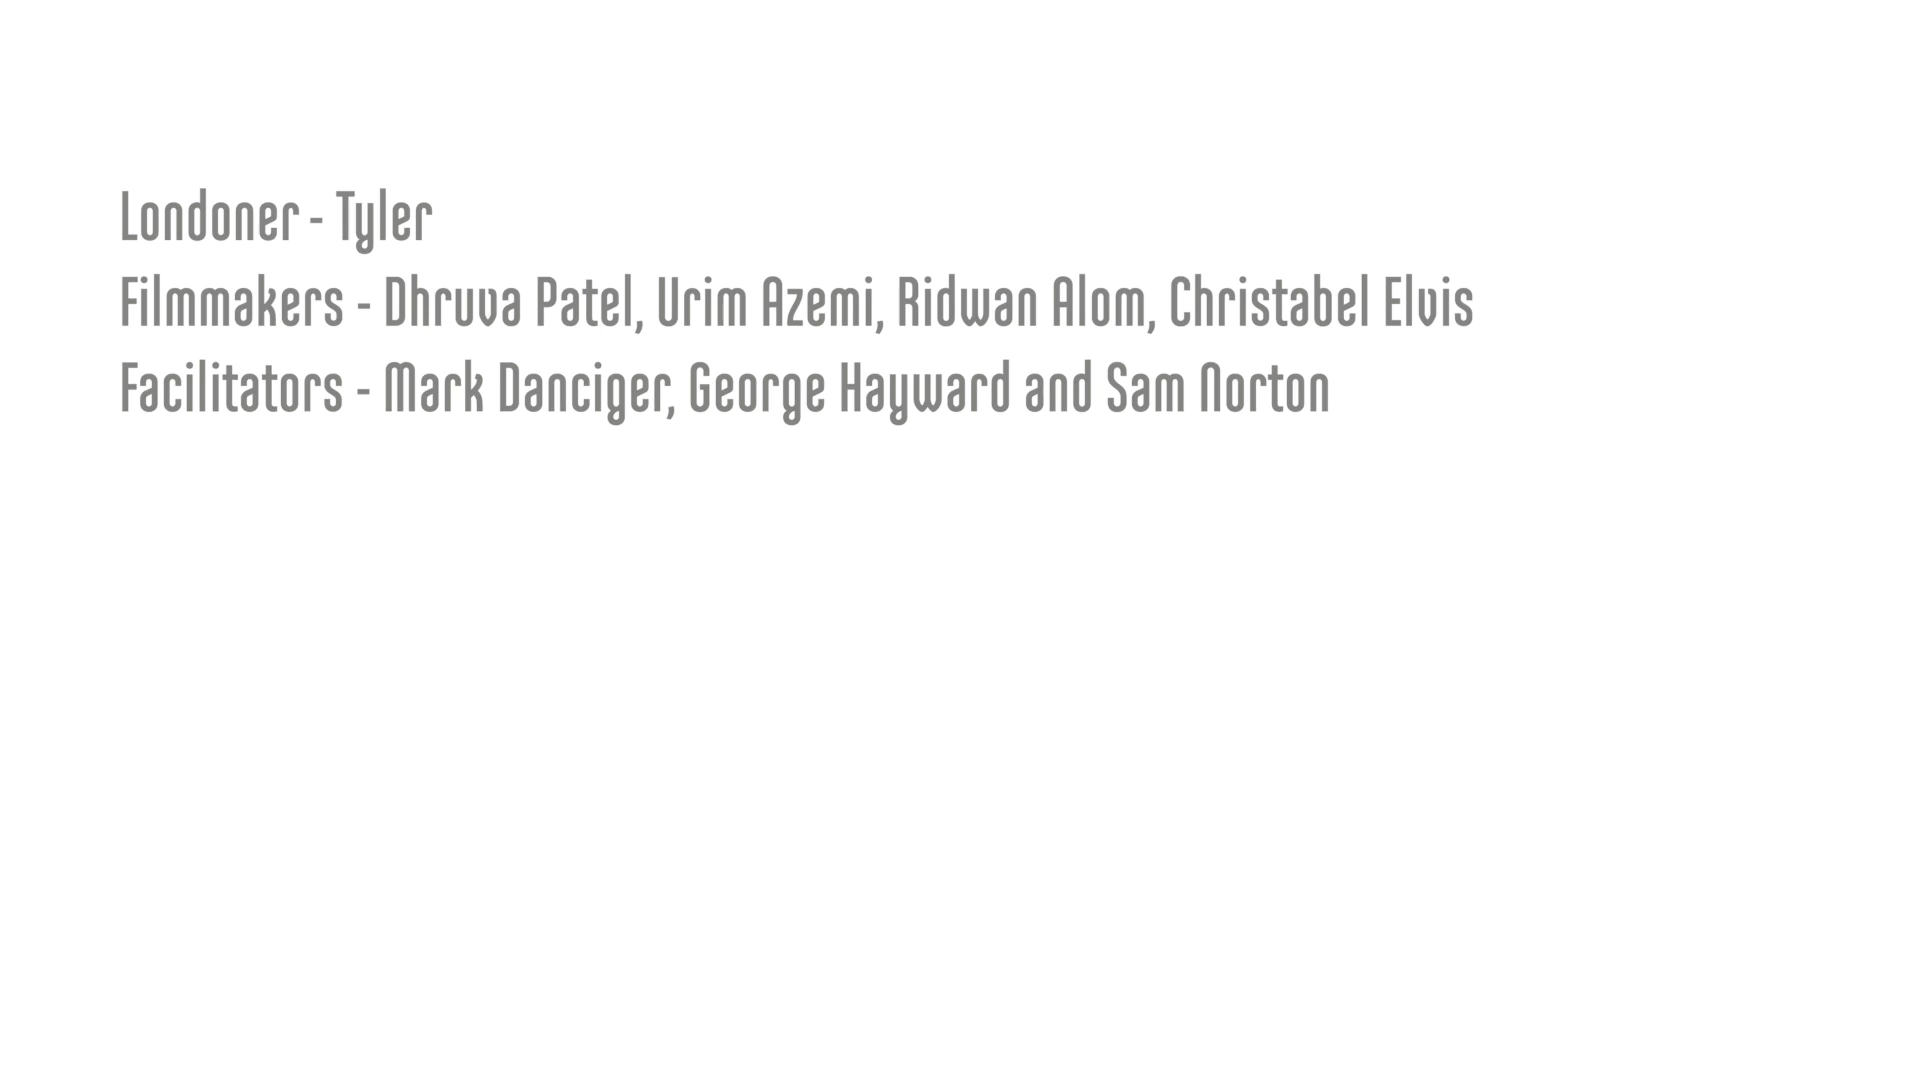 Londoner - Tyler
Filmmakers - Dhruva Patel, Urim Azemi, Ridwan Alom, Christabel Elvis
Facilitators - Mark Danciger, George Hayward and Sam Norton